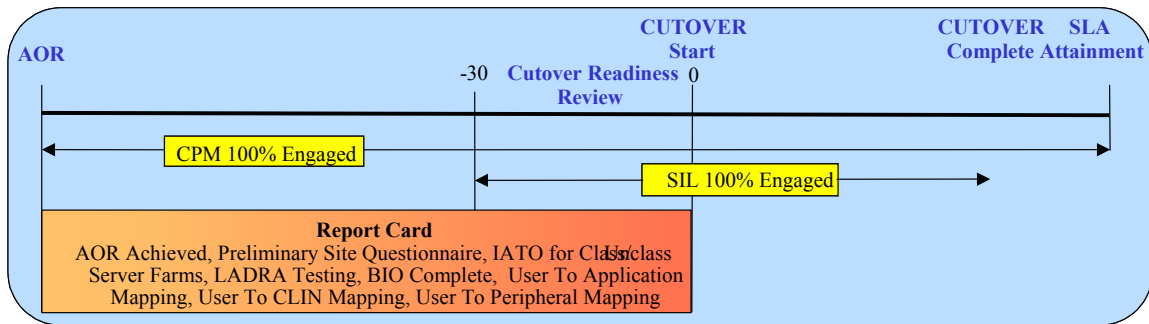 AOR
CUTOVER
Start
CUTOVER SLA
Complete Attainment
-30
Cutover Readiness
Review
0
CPM 100% Engaged
SIL 100% Engaged
Report Card
AOR Achieved, Preliminary Site Questionnaire, IATO for Class/Unclass
Server Farms, LADRA Testing, BIO Complete, User To Application
Mapping, User To CLIN Mapping, User To Peripheral Mapping